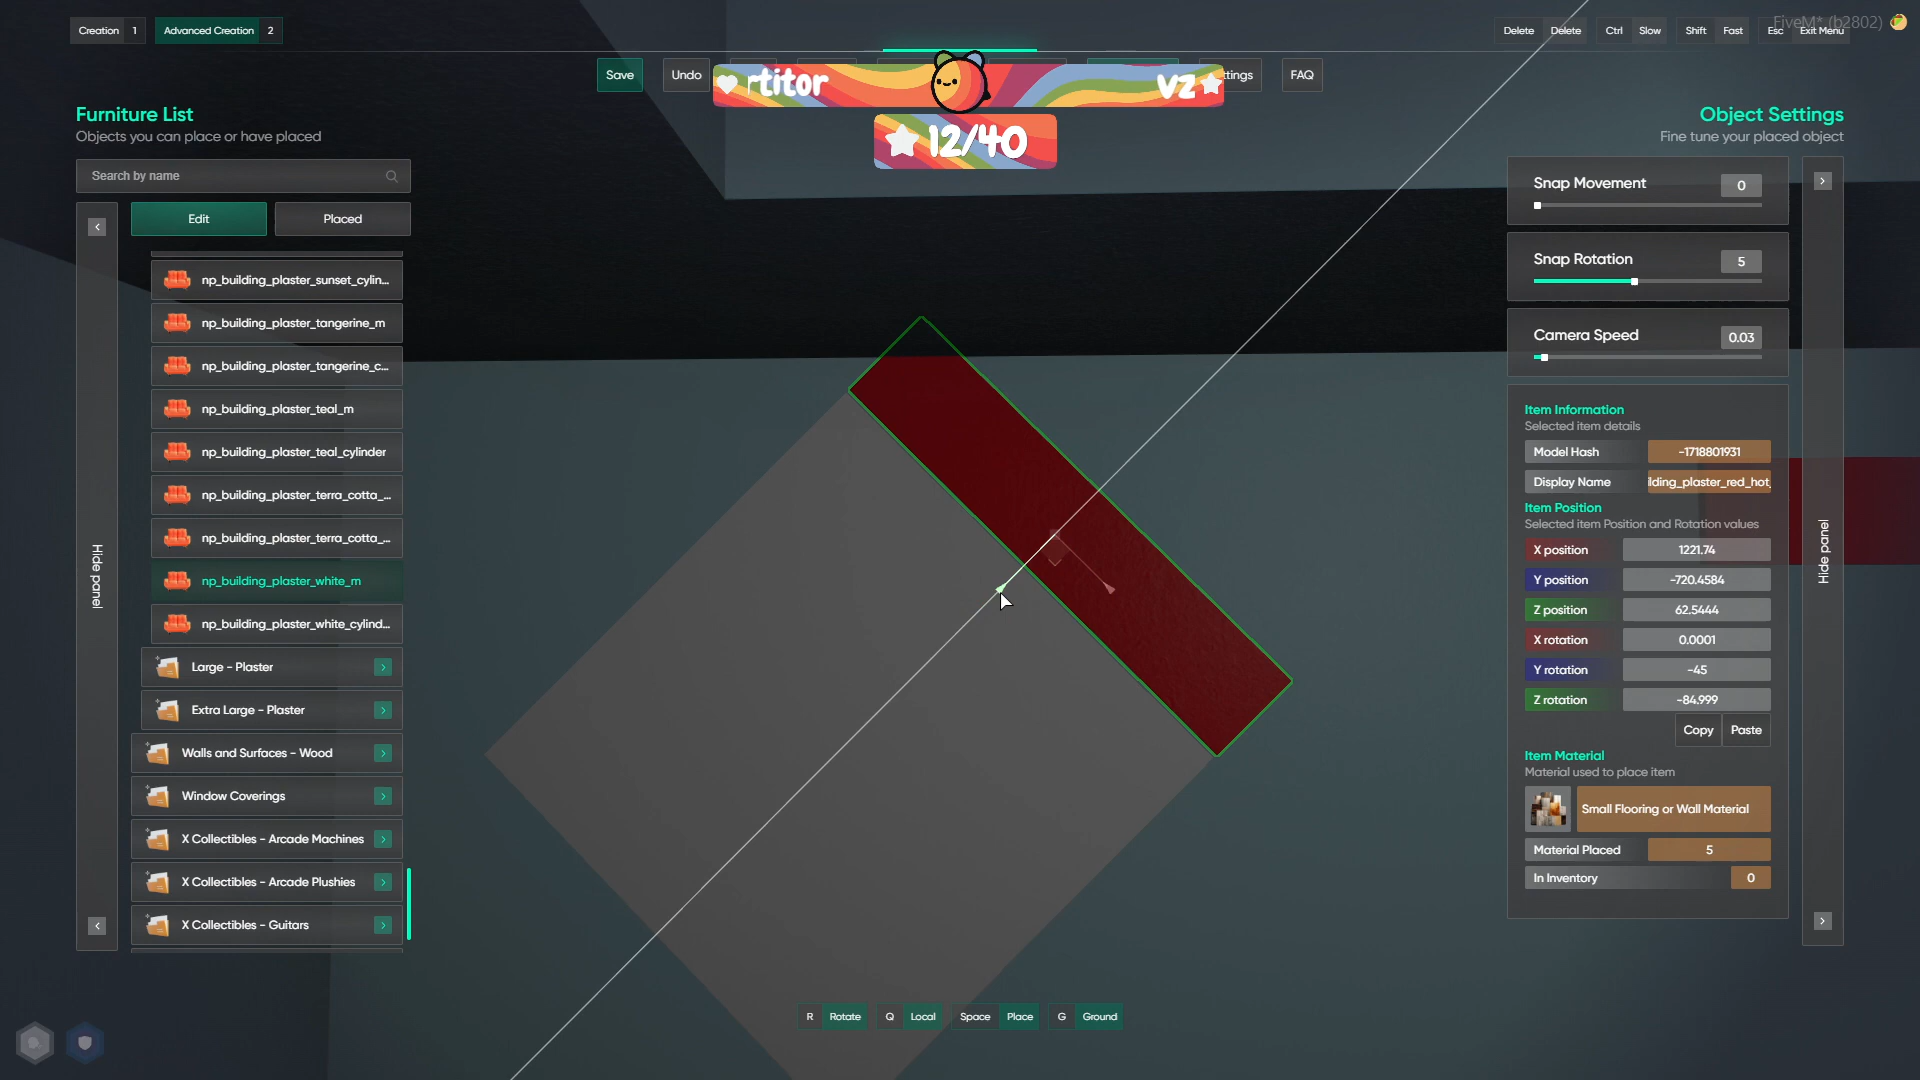 Creation 1 Advanced Creation 2
Delete Delete Ctrl Slow Shift Fast Esc Exit Menu
FiveM* (b2802)
Save Undo ttings FAQ
titor vz
12/40
Furniture List
Objects you can place or have placed
Search by name
Edit Placed
Hide panel
np_building_plaster_sunset_cylin...
np_building_plaster_tangerine_m
np_building_plaster_tangerine_c...
np_building_plaster_teal_m
np_building_plaster_teal_cylinder
np_building_plaster_terra_cotta_...
np_building_plaster_terra_cotta_...
np_building_plaster_white_m
np_building_plaster_white_cylind...
Large - Plaster
Extra Large - Plaster
Walls and Surfaces - Wood
Window Coverings
X Collectibles - Arcade Machines
X Collectibles - Arcade Plushies
X Collectibles - Guitars
R Rotate Q Local Space Place G Ground
Object Settings
Fine tune your placed object
Snap Movement 0
Snap Rotation 5
Camera Speed 0.03
Item Information
Selected item details
Model Hash -1718801931
Display Name ilding_plaster_red_hot_
Item Position
Selected item Position and Rotation values
X position 1221.74
Y position -720.4584
Z position 62.5444
X rotation 0.0001
Y rotation -45
Z rotation -84.999
Copy Paste
Item Material
Material used to place item
Small Flooring or Wall Material
Material Placed 5
In Inventory 0
Hide panel